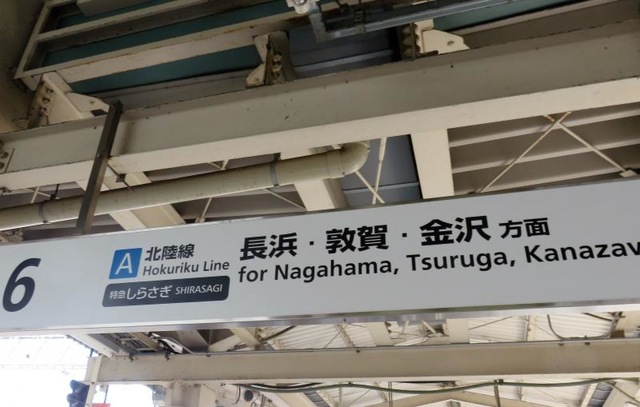 6
A 北陸線
Hokuriku Line
特急しらさぎ SHIRASAGI
長浜・敦賀・金沢 方面
for Nagahama, Tsuruga, Kanazaw